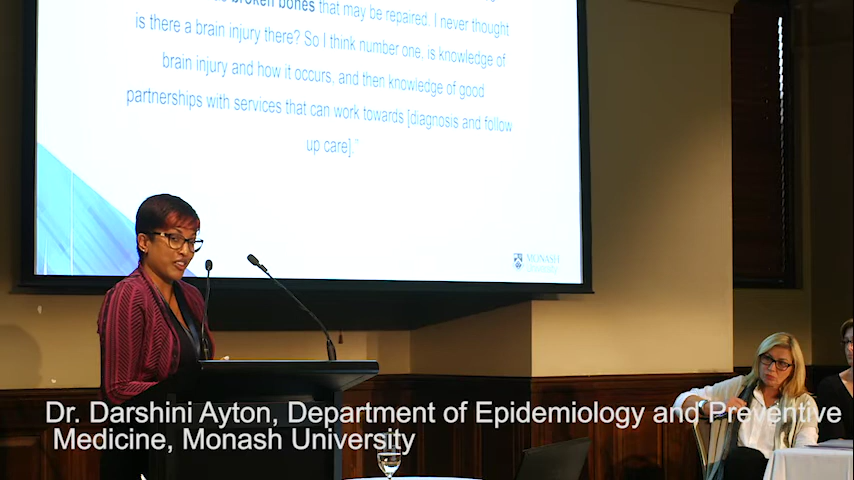 broken bones that may be repaired. I never thought
is there a brain injury there? So I think number one, is knowledge of
brain injury and how it occurs, and then knowledge of good
partnerships with services that can work towards [diagnosis and follow
up care]."
MONASH
University
Dr. Darshini Ayton, Department of Epidemiology and Preventive
Medicine, Monash University